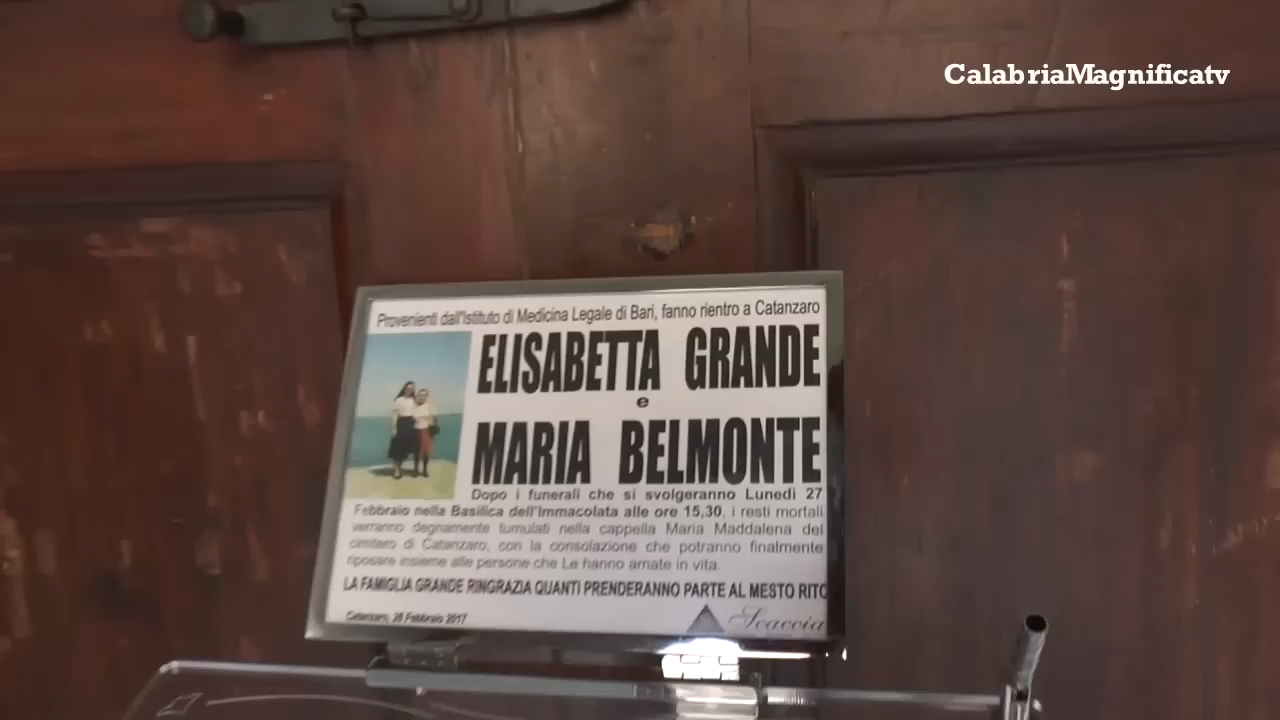 CalabriaMagnificatv
Provenienti dall'Istituto di Medicina Legale di Bari, fanno rientro a Catanzaro
ELISABETTA GRANDE
e
MARIA BELMONTE
Dopo i funerali che si svolgeranno Lunedì 27
Febbraio nella Basilica dell'Immacolata alle ore 15,30, i resti mortali
verranno degnamente tumulati nella cappella Maria Maddalena del
cimitero di Catanzaro, con la consolazione che potranno finalmente
riposare insieme alle persone che Le hanno amate in vita.
LA FAMIGLIA GRANDE RINGRAZIA QUANTI PRENDERANNO PARTE AL MESTO RITO
Catanzaro, 26 Febbraio 2017
Scaccia